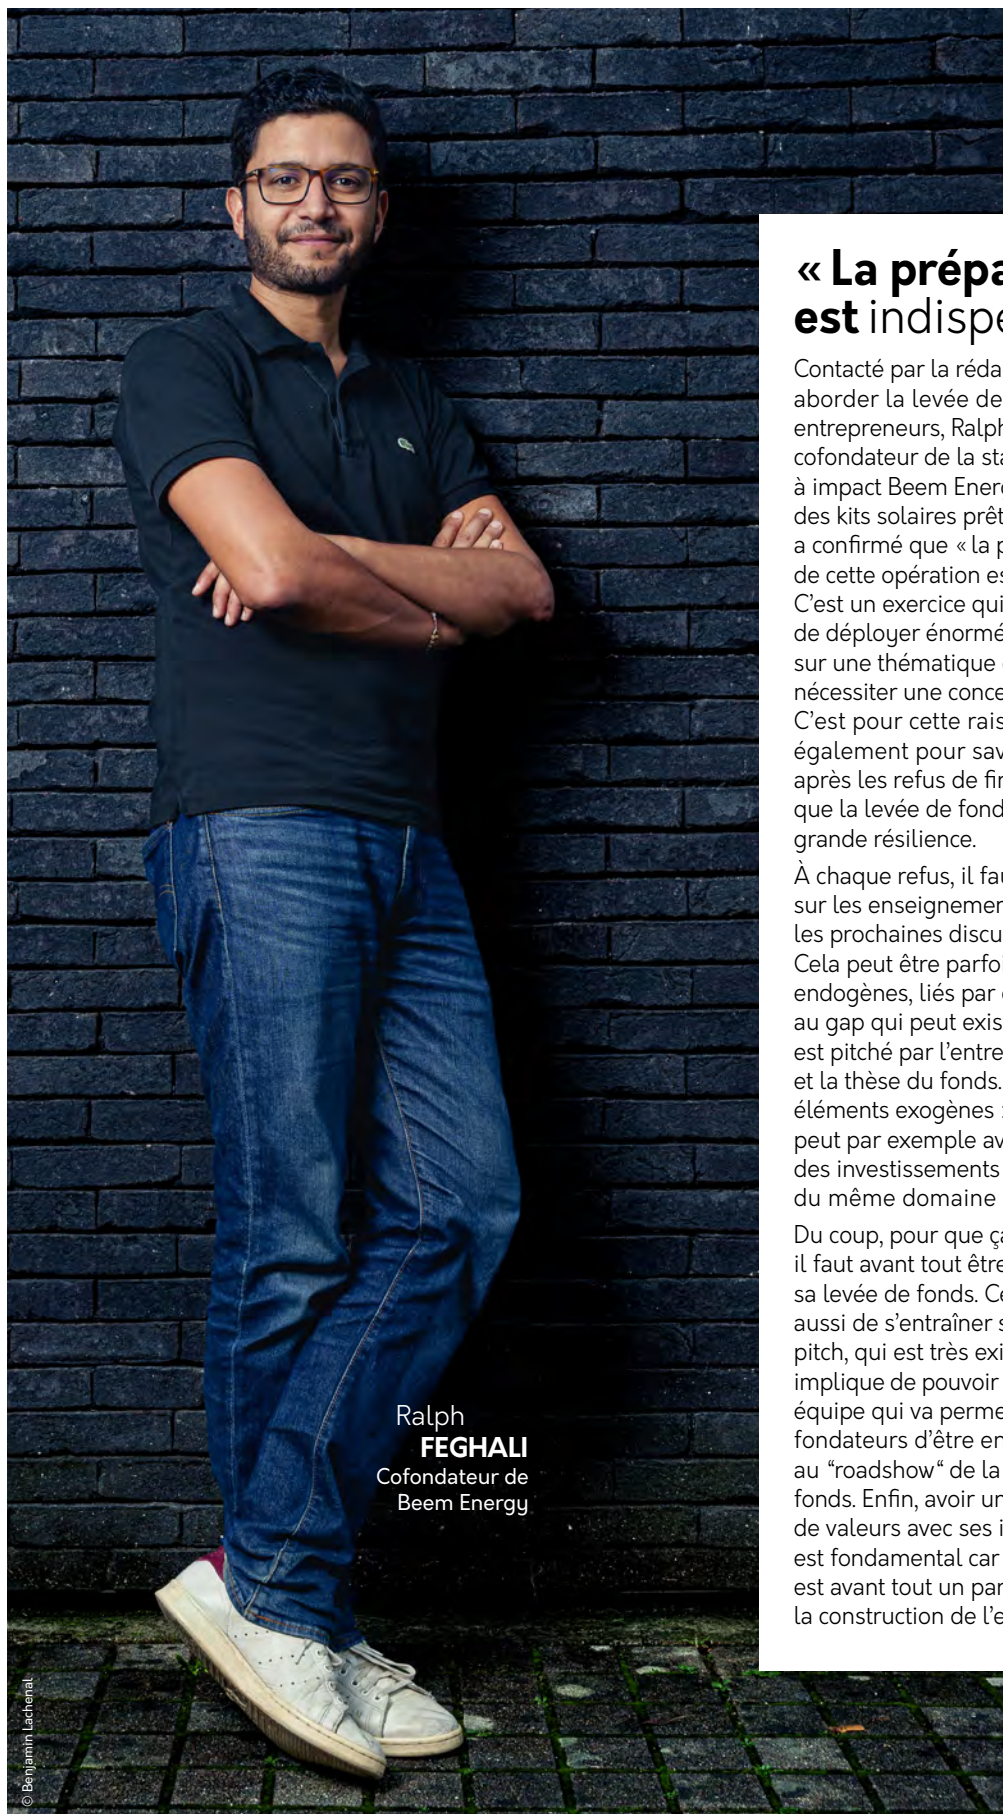 « La prépa
est indispe
Contacté par la réda
aborder la levée de
entrepreneurs, Ralph
cofondateur de la sta
à impact Beem Ener
des kits solaires prêt
a confirmé que « la p
de cette opération es
C’est un exercice qui
de déployer énormé
sur une thématique
nécessiter une conce
C’est pour cette rais
également pour sav
après les refus de fin
que la levée de fond
grande résilience.
À chaque refus, il fau
sur les enseignemen
les prochaines discu
Cela peut être parfoi
endogènes, liés par e
au gap qui peut exis
est pitché par l’entre
et la thèse du fonds.
éléments exogènes :
peut par exemple av
des investissements
du même domaine
Du coup, pour que ça
il faut avant tout être
sa levée de fonds. Ce
aussi de s’entraîner s
pitch, qui est très exi
implique de pouvoir
équipe qui va perme
fondateurs d’être en
au “roadshow“ de la
fonds. Enfin, avoir un
de valeurs avec ses i
est fondamental car
est avant tout un par
la construction de l’e
Ralph
FEGHALI
Cofondateur de
Beem Energy
© Benjamin Lachenal